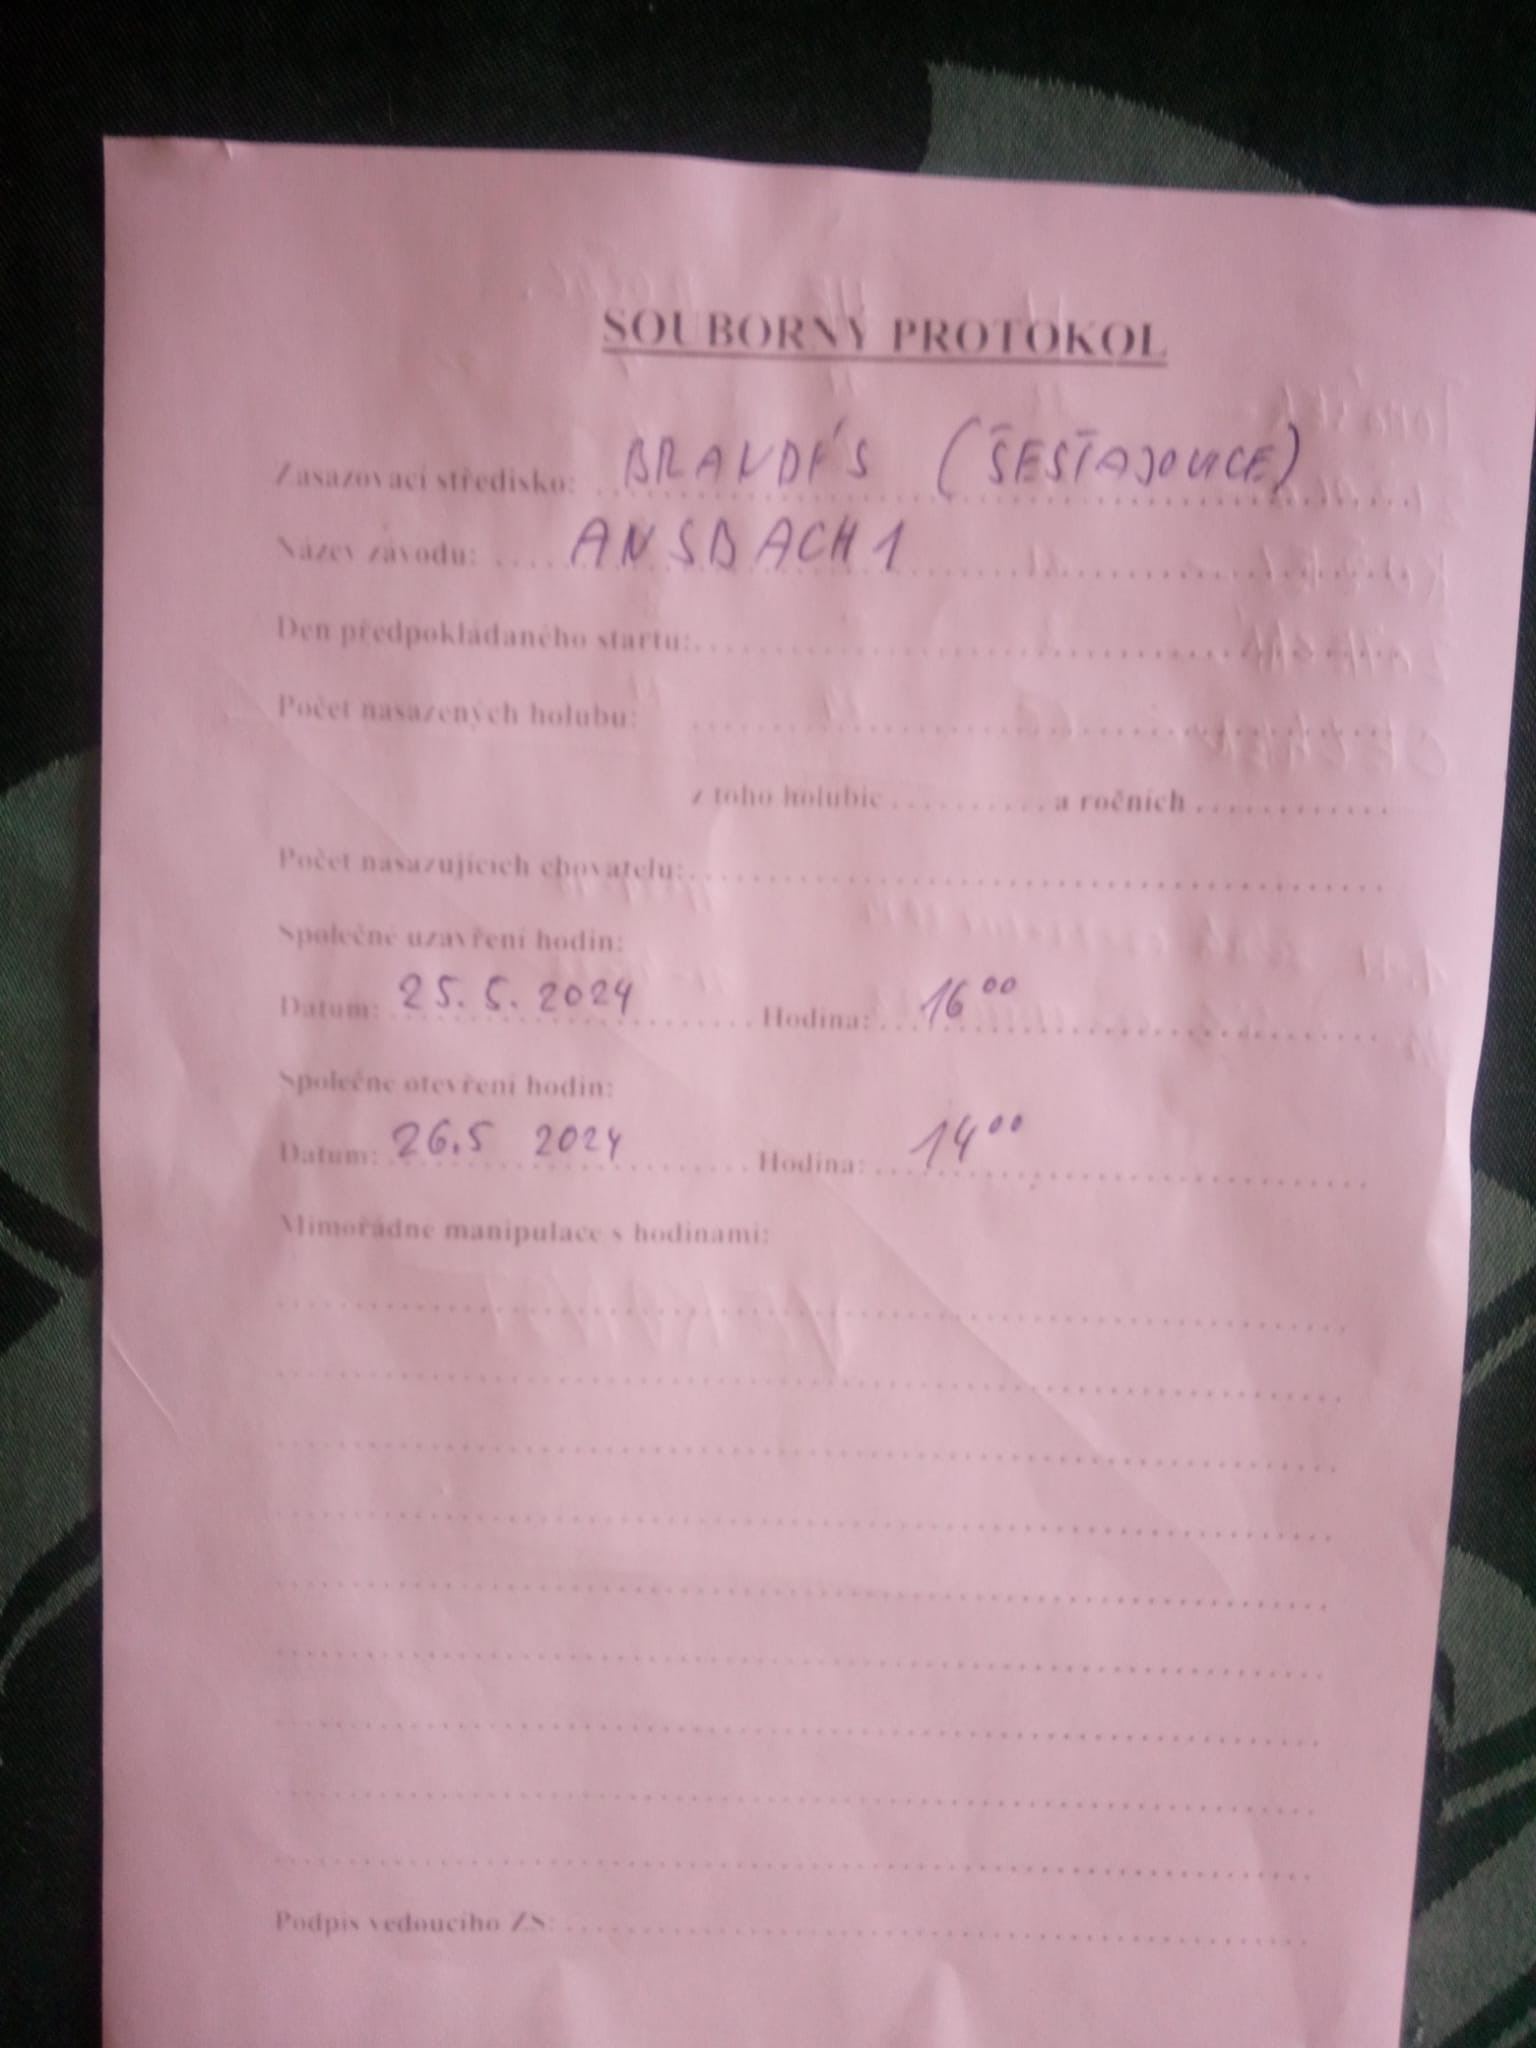 SOUBORNÝ PROTOKOL
Zasazovací středisko: BRANDÝS (ŠESTAJOVICE)
Název závodu: ANSBACH 1
Den předpokládaného startu:
Počet nasazených holubů:
z toho holubic .......... a ročních
Počet nasazujících chovatelů:
Společné uzavření hodin:
Datum: 25. 5. 2024 Hodina: 16⁰⁰
Společné otevření hodin:
Datum: 26.5 2024 Hodina: 14⁰⁰
Mimořádné manipulace s hodinami:
Podpis vedoucího ZS: